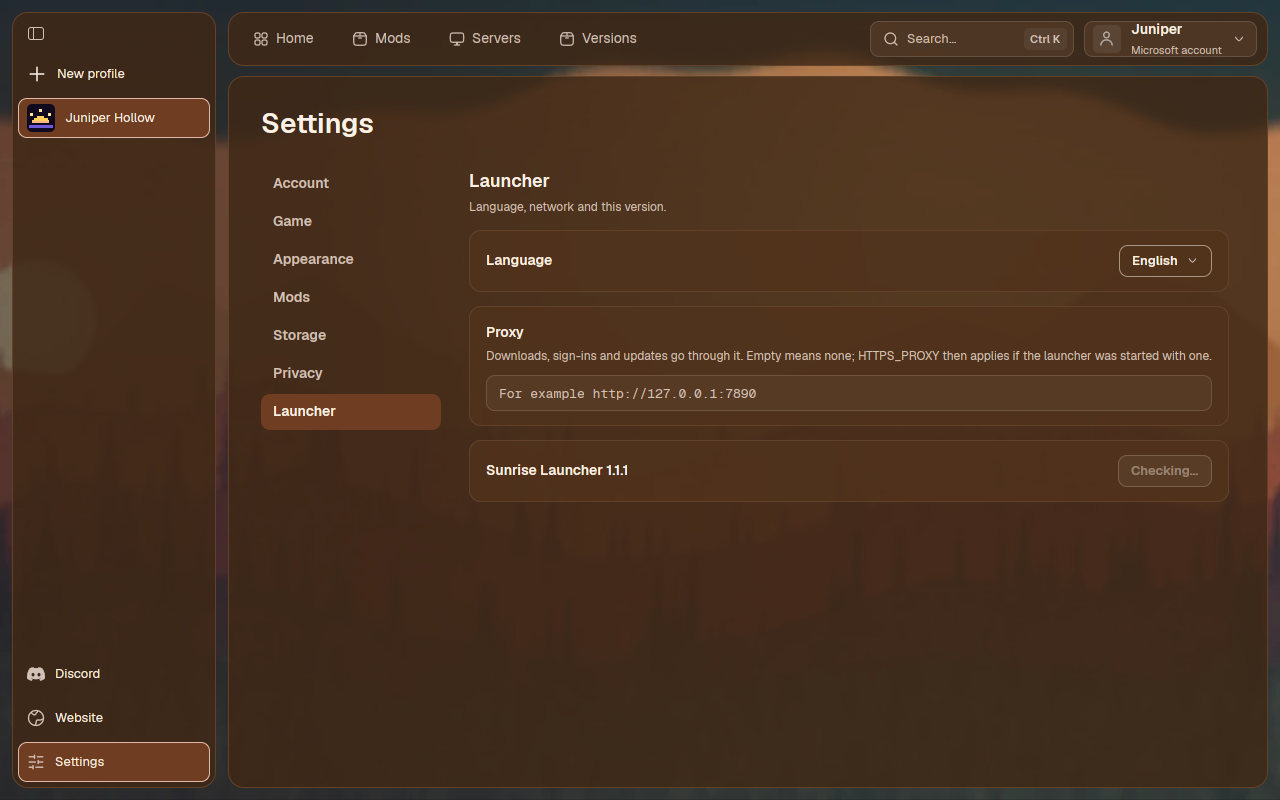 New profile
Juniper Hollow
Discord
Website
Settings
Home
Mods
Servers
Versions
Search...
Ctrl K
Juniper
Microsoft account
Settings
Account
Game
Appearance
Mods
Storage
Privacy
Launcher
Launcher
Language, network and this version.
Language
English
Proxy
Downloads, sign-ins and updates go through it. Empty means none; HTTPS_PROXY then applies if the launcher was started with one.
For example http://127.0.0.1:7890
Sunrise Launcher 1.1.1
Checking...